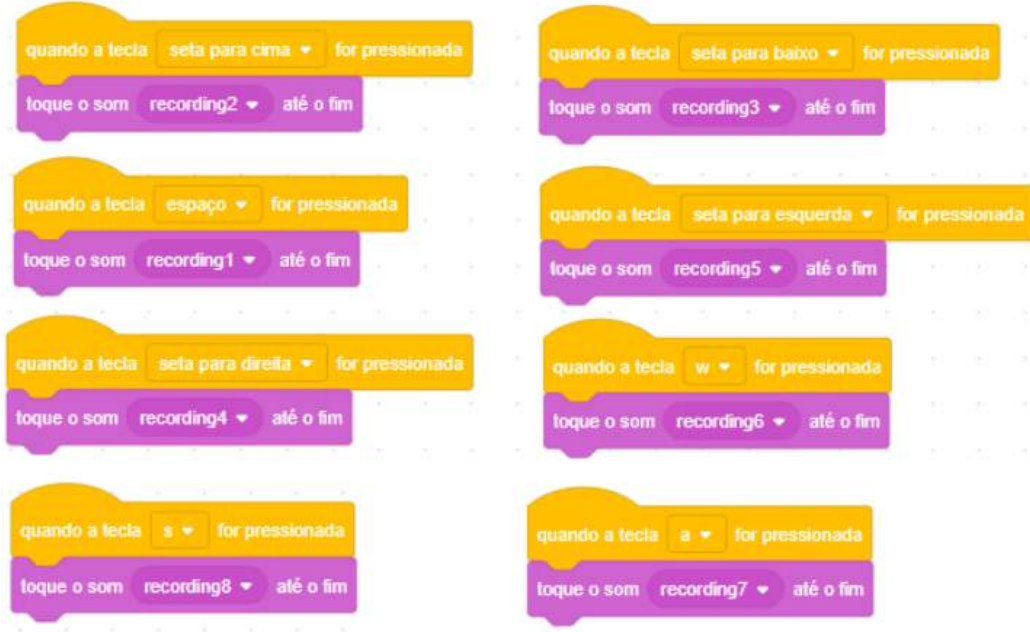 quando a tecla seta para cima for pressionada
toque o som recording2 até o fim
quando a tecla seta para baixo for pressionada
toque o som recording3 até o fim
quando a tecla espaço for pressionada
toque o som recording1 até o fim
quando a tecla seta para esquerda for pressionada
toque o som recording5 até o fim
quando a tecla seta para direita for pressionada
toque o som recording4 até o fim
quando a tecla w for pressionada
toque o som recording6 até o fim
quando a tecla s for pressionada
toque o som recording8 até o fim
quando a tecla a for pressionada
toque o som recording7 até o fim